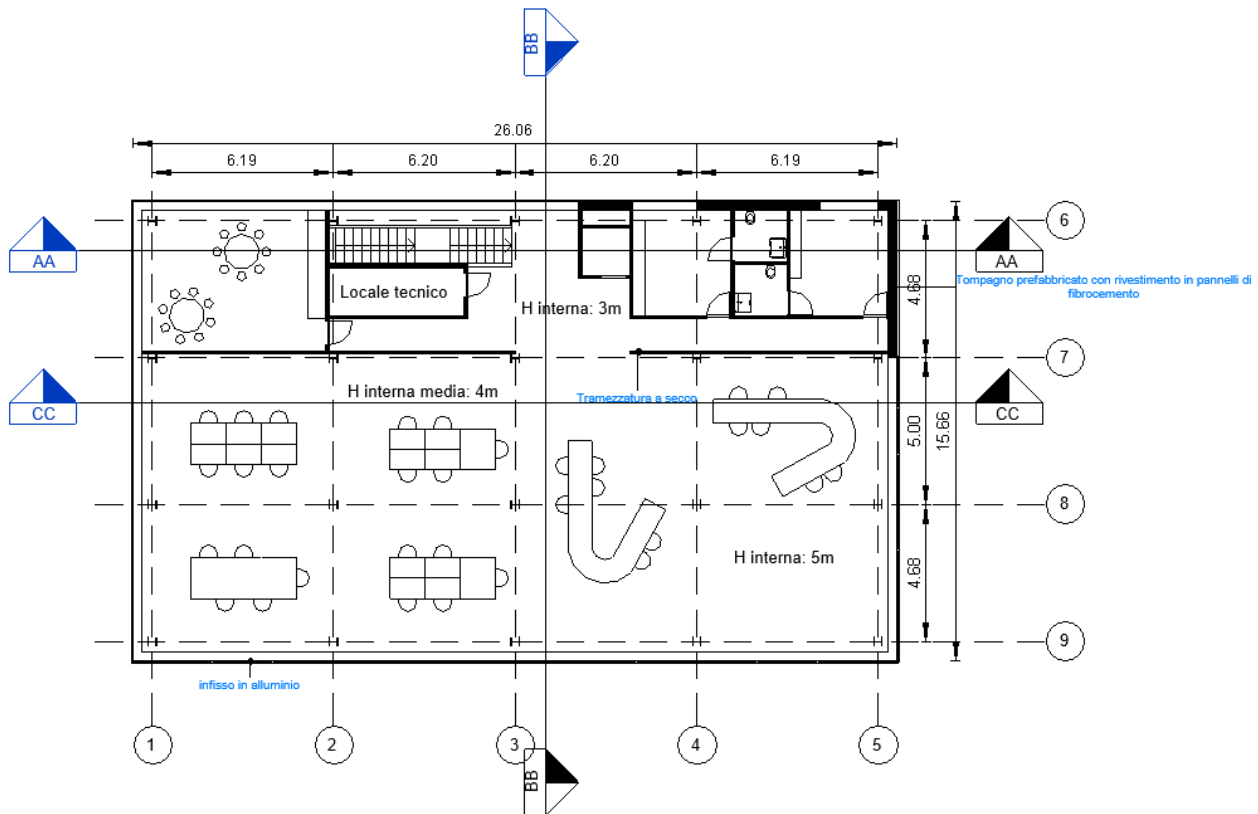 BB
26.06
6.19
6.20
6.20
6.19
6
AA
AA
4.68
Tompagno prefabbricato con rivestimento in pannelli di
fibrocemento
Locale tecnico
H interna: 3m
7
H interna media: 4m
Tramezzatura a secco
CC
CC
5.00
15.66
8
H interna: 5m
4.68
9
infisso in alluminio
1
2
3
4
5
BB